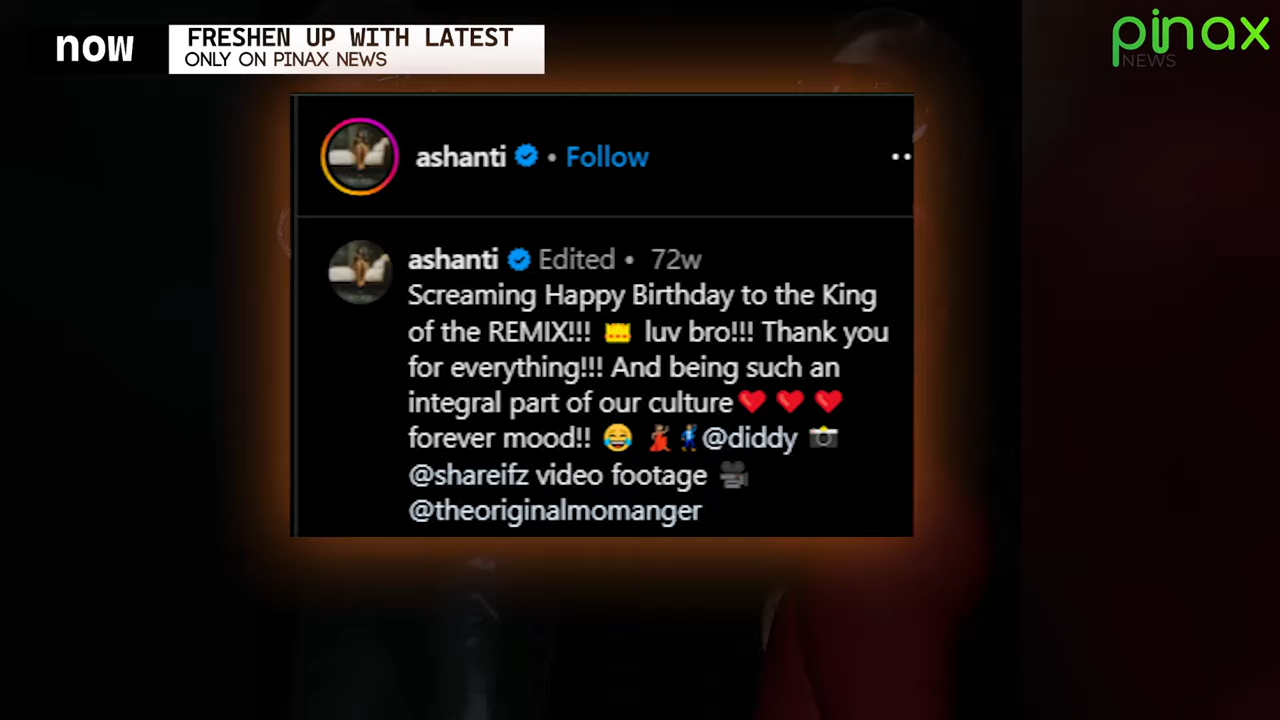 now
FRESHEN UP WITH LATEST
ONLY ON PINAX NEWS
pinax
NEWS
ashanti • Follow ••
ashanti Edited • 72w
Screaming Happy Birthday to the King
of the REMIX!!! 👑 luv bro!!! Thank you
for everything!!! And being such an
integral part of our culture❤️ ❤️ ❤️
forever mood!! 😂 💃🕺@diddy 📸
@shareifz video footage 🎥
@theoriginalmomanger